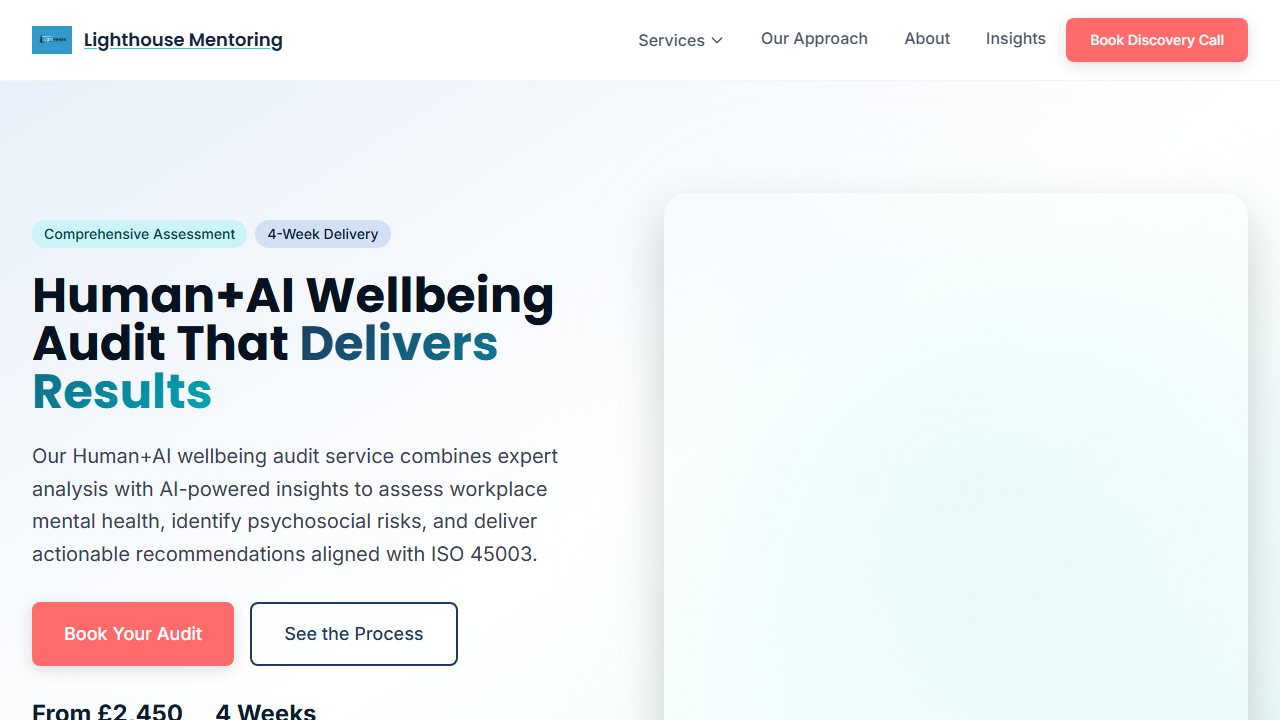 Lighthouse Mentoring
Services
Our Approach
About
Insights
Book Discovery Call
Comprehensive Assessment
4-Week Delivery
Human+AI Wellbeing
Audit That Delivers
Results
Our Human+AI wellbeing audit service combines expert
analysis with AI-powered insights to assess workplace
mental health, identify psychosocial risks, and deliver
actionable recommendations aligned with ISO 45003.
Book Your Audit
See the Process
From £2,450
4 Weeks